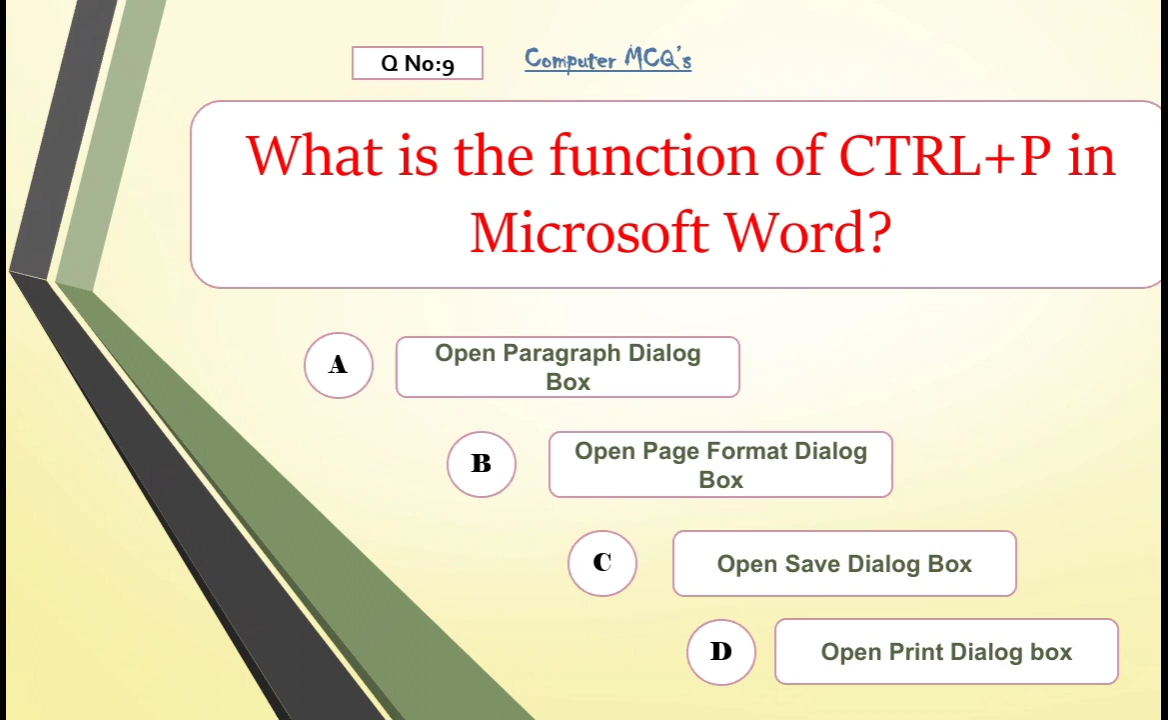 Q No:9
Computer MCQ's
What is the function of CTRL+P in
Microsoft Word?
A
Open Paragraph Dialog
Box
B
Open Page Format Dialog
Box
C
Open Save Dialog Box
D
Open Print Dialog box